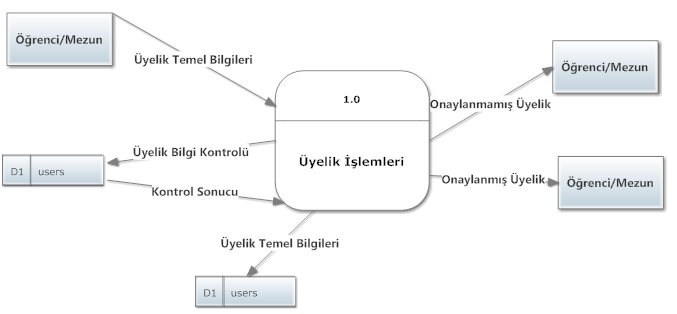 Öğrenci/Mezun
Üyelik Temel Bilgileri
1.0
Üyelik İşlemleri
Onaylanmamış Üyelik
Öğrenci/Mezun
Üyelik Bilgi Kontrolü
D1 users
Kontrol Sonucu
Onaylanmış Üyelik
Öğrenci/Mezun
Üyelik Temel Bilgileri
D1 users